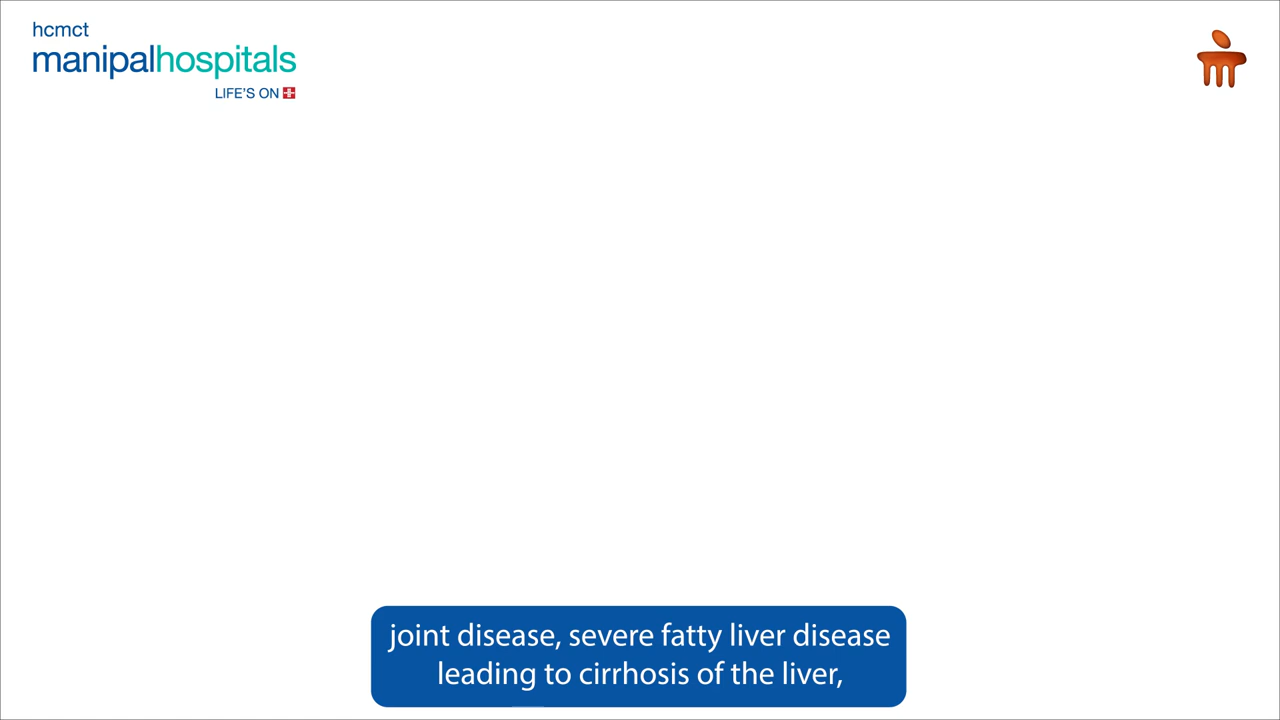 hcmct
manipalhospitals
LIFE'S ON
joint disease, severe fatty liver disease
leading to cirrhosis of the liver,